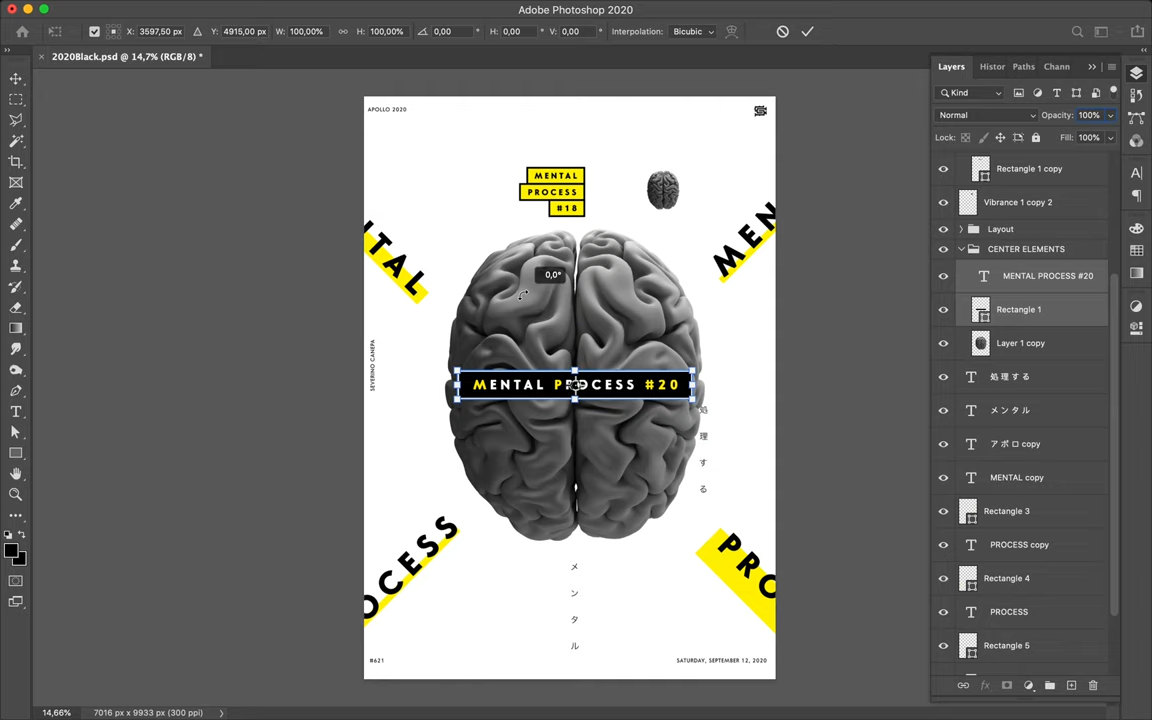 Adobe Photoshop 2020
X: 3597,50 px
Y: 4915,00 px
W: 100,00%
H: 100,00%
0,00
°
H: 0,00
°
V: 0,00
°
Interpolation:
Bicubic
2020Black.psd @ 14,7% (RGB/8) *
Layers
Histor
Paths
Chann
Kind
Normal
Opacity:
100%
Lock:
Fill:
100%
Rectangle 1 copy
Vibrance 1 copy 2
Layout
CENTER ELEMENTS
MENTAL PROCESS #20
Rectangle 1
Layer 1 copy
処理する
メンタル
アポロ copy
MENTAL copy
Rectangle 3
PROCESS copy
Rectangle 4
PROCESS
Rectangle 5
APOLLO 2020
MENTAL
PROCESS
#18
NTAL
MEN
0,0°
SEVERINO CANEPA
MENTAL PROCESS #20
処
理
す
る
OCESS
PRO
メ
ン
タ
ル
#621
SATURDAY, SEPTEMBER 12, 2020
14,66%
7016 px x 9933 px (300 ppi)